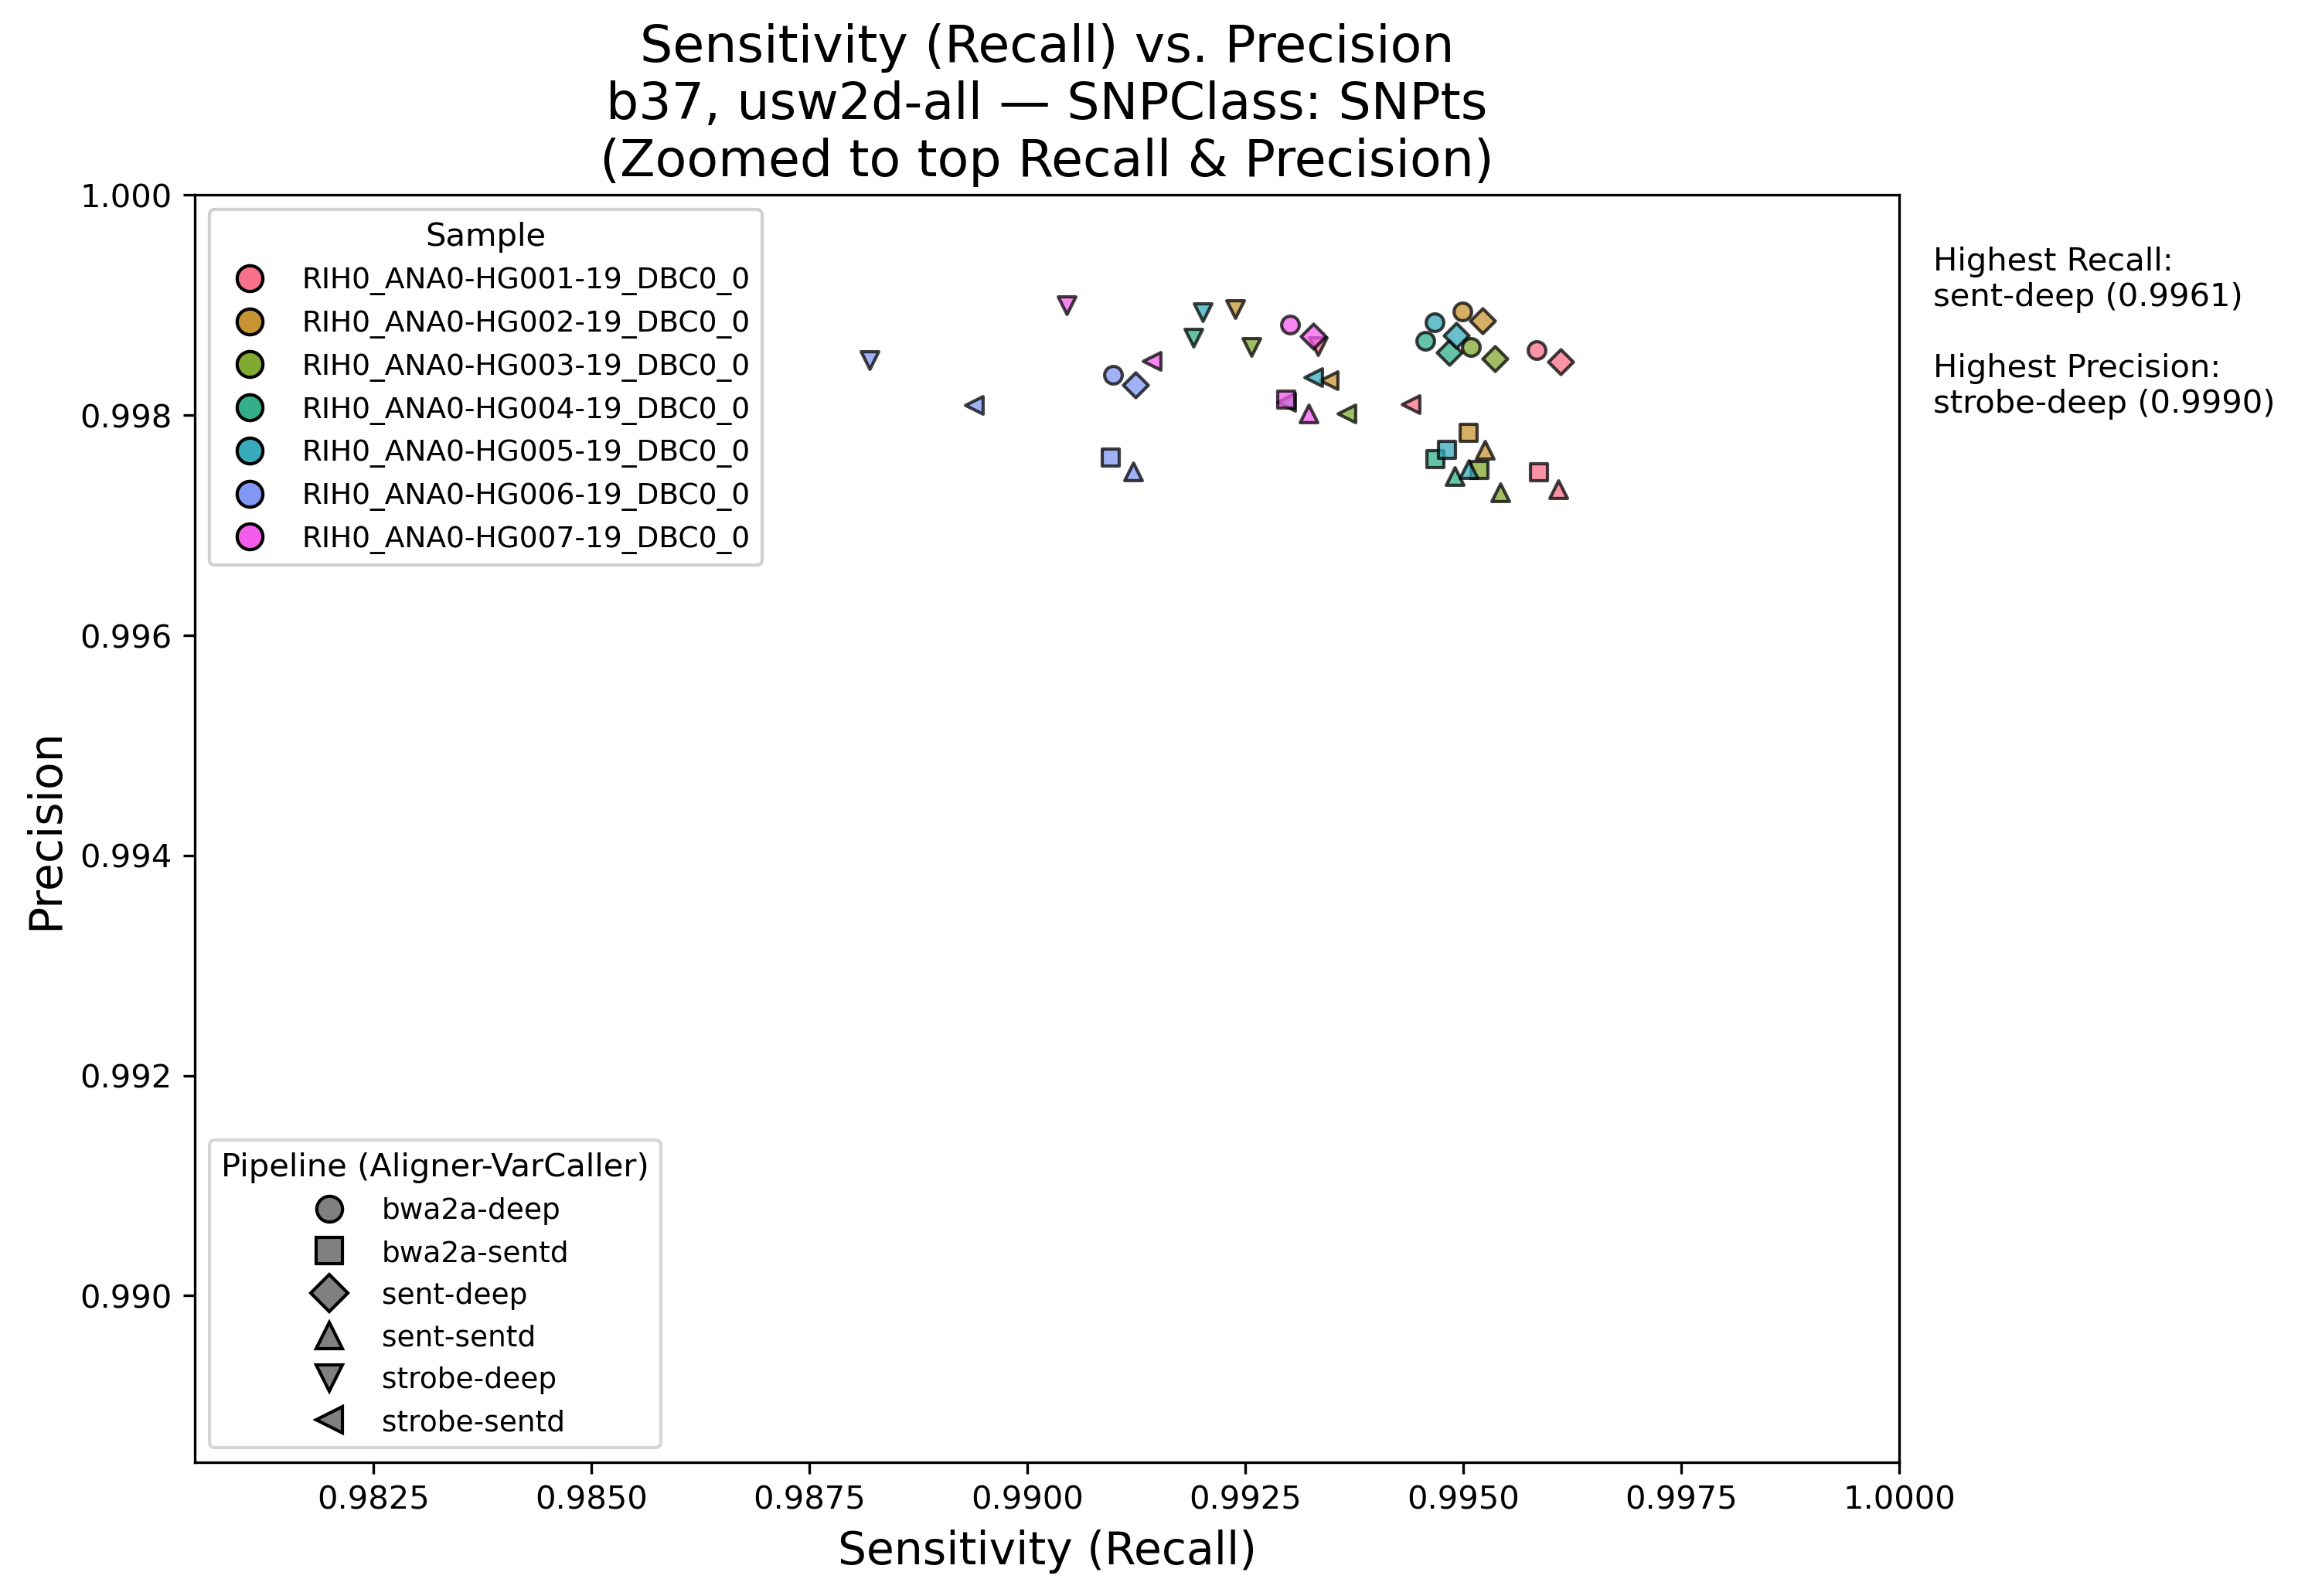 Sensitivity (Recall) vs. Precision
b37, usw2d-all — SNPClass: SNPts
(Zoomed to top Recall & Precision)
1.000
0.998
0.996
0.994
0.992
0.990
Precision
Sample
RIH0_ANA0-HG001-19_DBC0_0
RIH0_ANA0-HG002-19_DBC0_0
RIH0_ANA0-HG003-19_DBC0_0
RIH0_ANA0-HG004-19_DBC0_0
RIH0_ANA0-HG005-19_DBC0_0
RIH0_ANA0-HG006-19_DBC0_0
RIH0_ANA0-HG007-19_DBC0_0
Highest Recall:
sent-deep (0.9961)
Highest Precision:
strobe-deep (0.9990)
Pipeline (Aligner-VarCaller)
bwa2a-deep
bwa2a-sentd
sent-deep
sent-sentd
strobe-deep
strobe-sentd
0.9825 0.9850 0.9875 0.9900 0.9925 0.9950 0.9975 1.0000
Sensitivity (Recall)